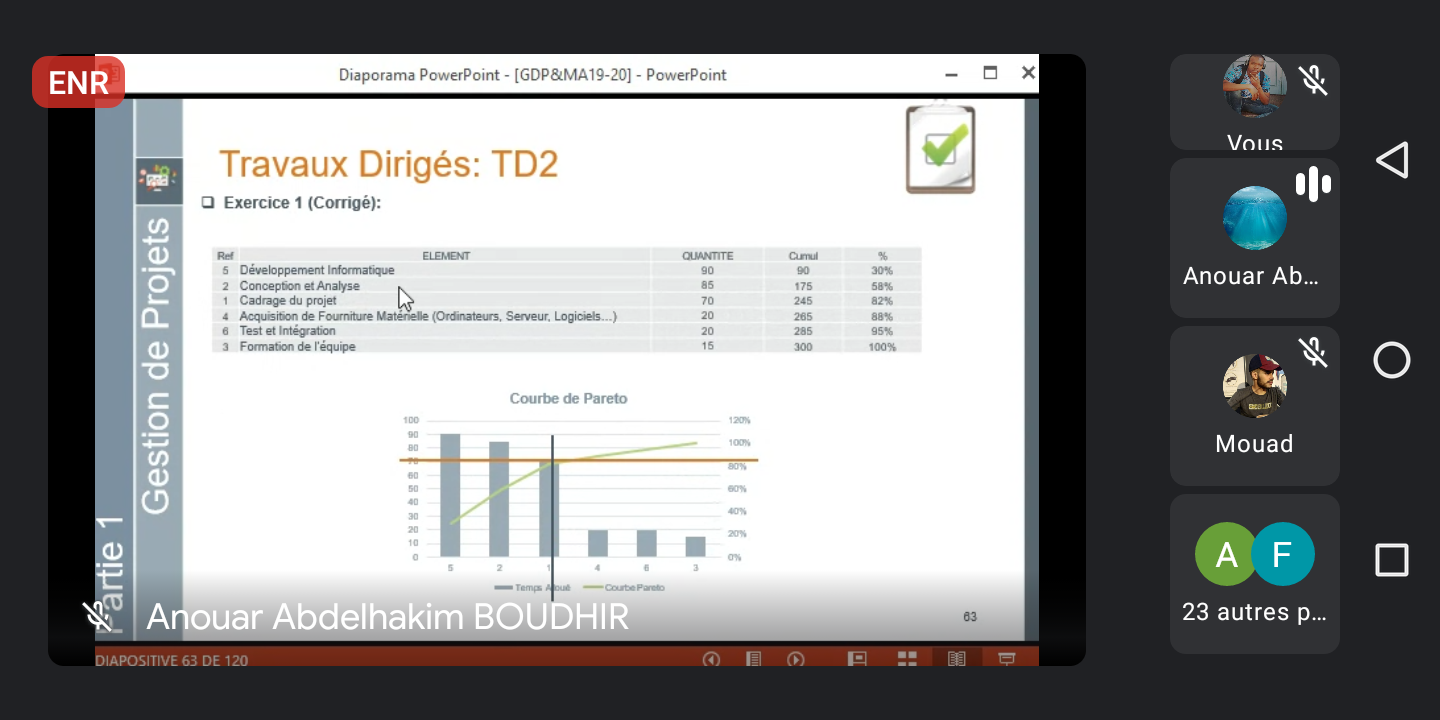 ENR
Diaporama PowerPoint - [GDP&MA19-20] - PowerPoint
Partie 1
Gestion de Projets
Travaux Dirigés: TD2
Exercice 1 (Corrigé):
Ref ELEMENT QUANTITE Cumul %
5 Développement Informatique 90 90 30%
2 Conception et Analyse 85 175 58%
1 Cadrage du projet 70 245 82%
4 Acquisition de Fourniture Matérielle (Ordinateurs, Serveur, Logiciels...) 20 265 88%
6 Test et Intégration 20 285 95%
3 Formation de l'équipe 15 300 100%
Courbe de Pareto
100 120%
90 100%
80
70 80%
60
50 60%
40 40%
30
20 20%
10
0 0%
5 2 1 4 6 3
Temps Aloué Courbe Pareto
Anouar Abdelhakim BOUDHIR
63
DIAPOSITIVE 63 DE 120
Vous
Anouar Ab...
Mouad
A F
23 autres p...